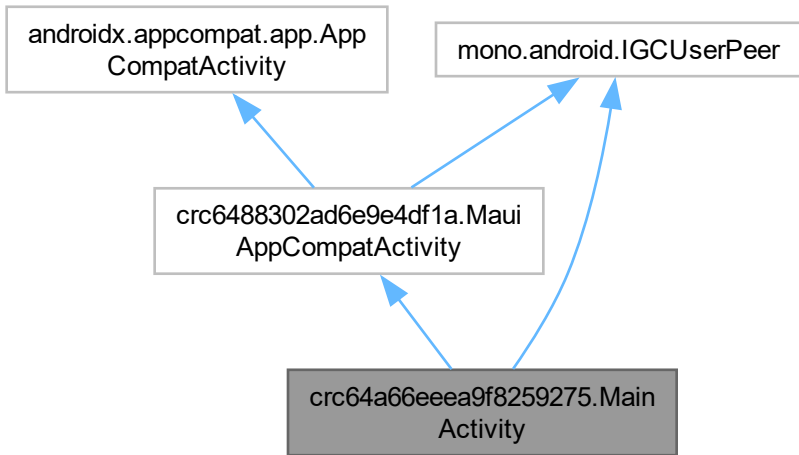 androidx.appcompat.app.App
CompatActivity
mono.android.IGCUserPeer
crc6488302ad6e9e4df1a.Maui
AppCompatActivity
crc64a66eeea9f8259275.Main
Activity